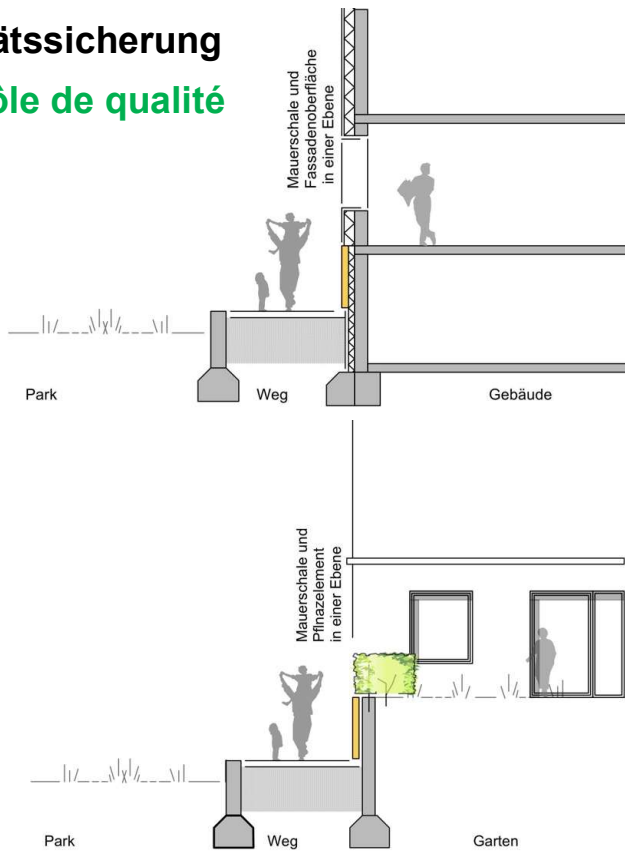 ätssicherung
ôle de qualité
Mauerschale und
Fassadenoberfläche
in einer Ebene
Park
Weg
Gebäude
Mauerschale und
Pflnazelement
in einer Ebene
Park
Weg
Garten